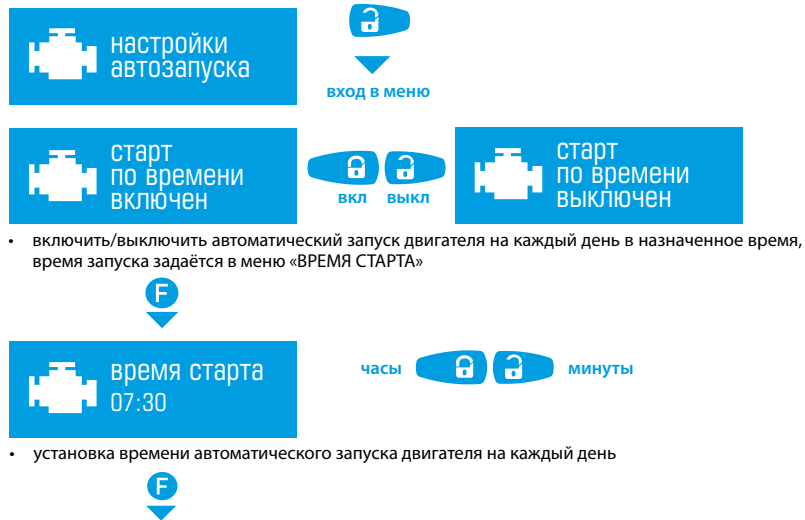 настройки
автозапуска
вход в меню
старт
по времени
включен
вкл выкл
старт
по времени
выключен
• включить/выключить автоматический запуск двигателя на каждый день в назначенное время,
время запуска задаётся в меню «ВРЕМЯ СТАРТА»
F
время старта
07:30
часы
минуты
• установка времени автоматического запуска двигателя на каждый день
F